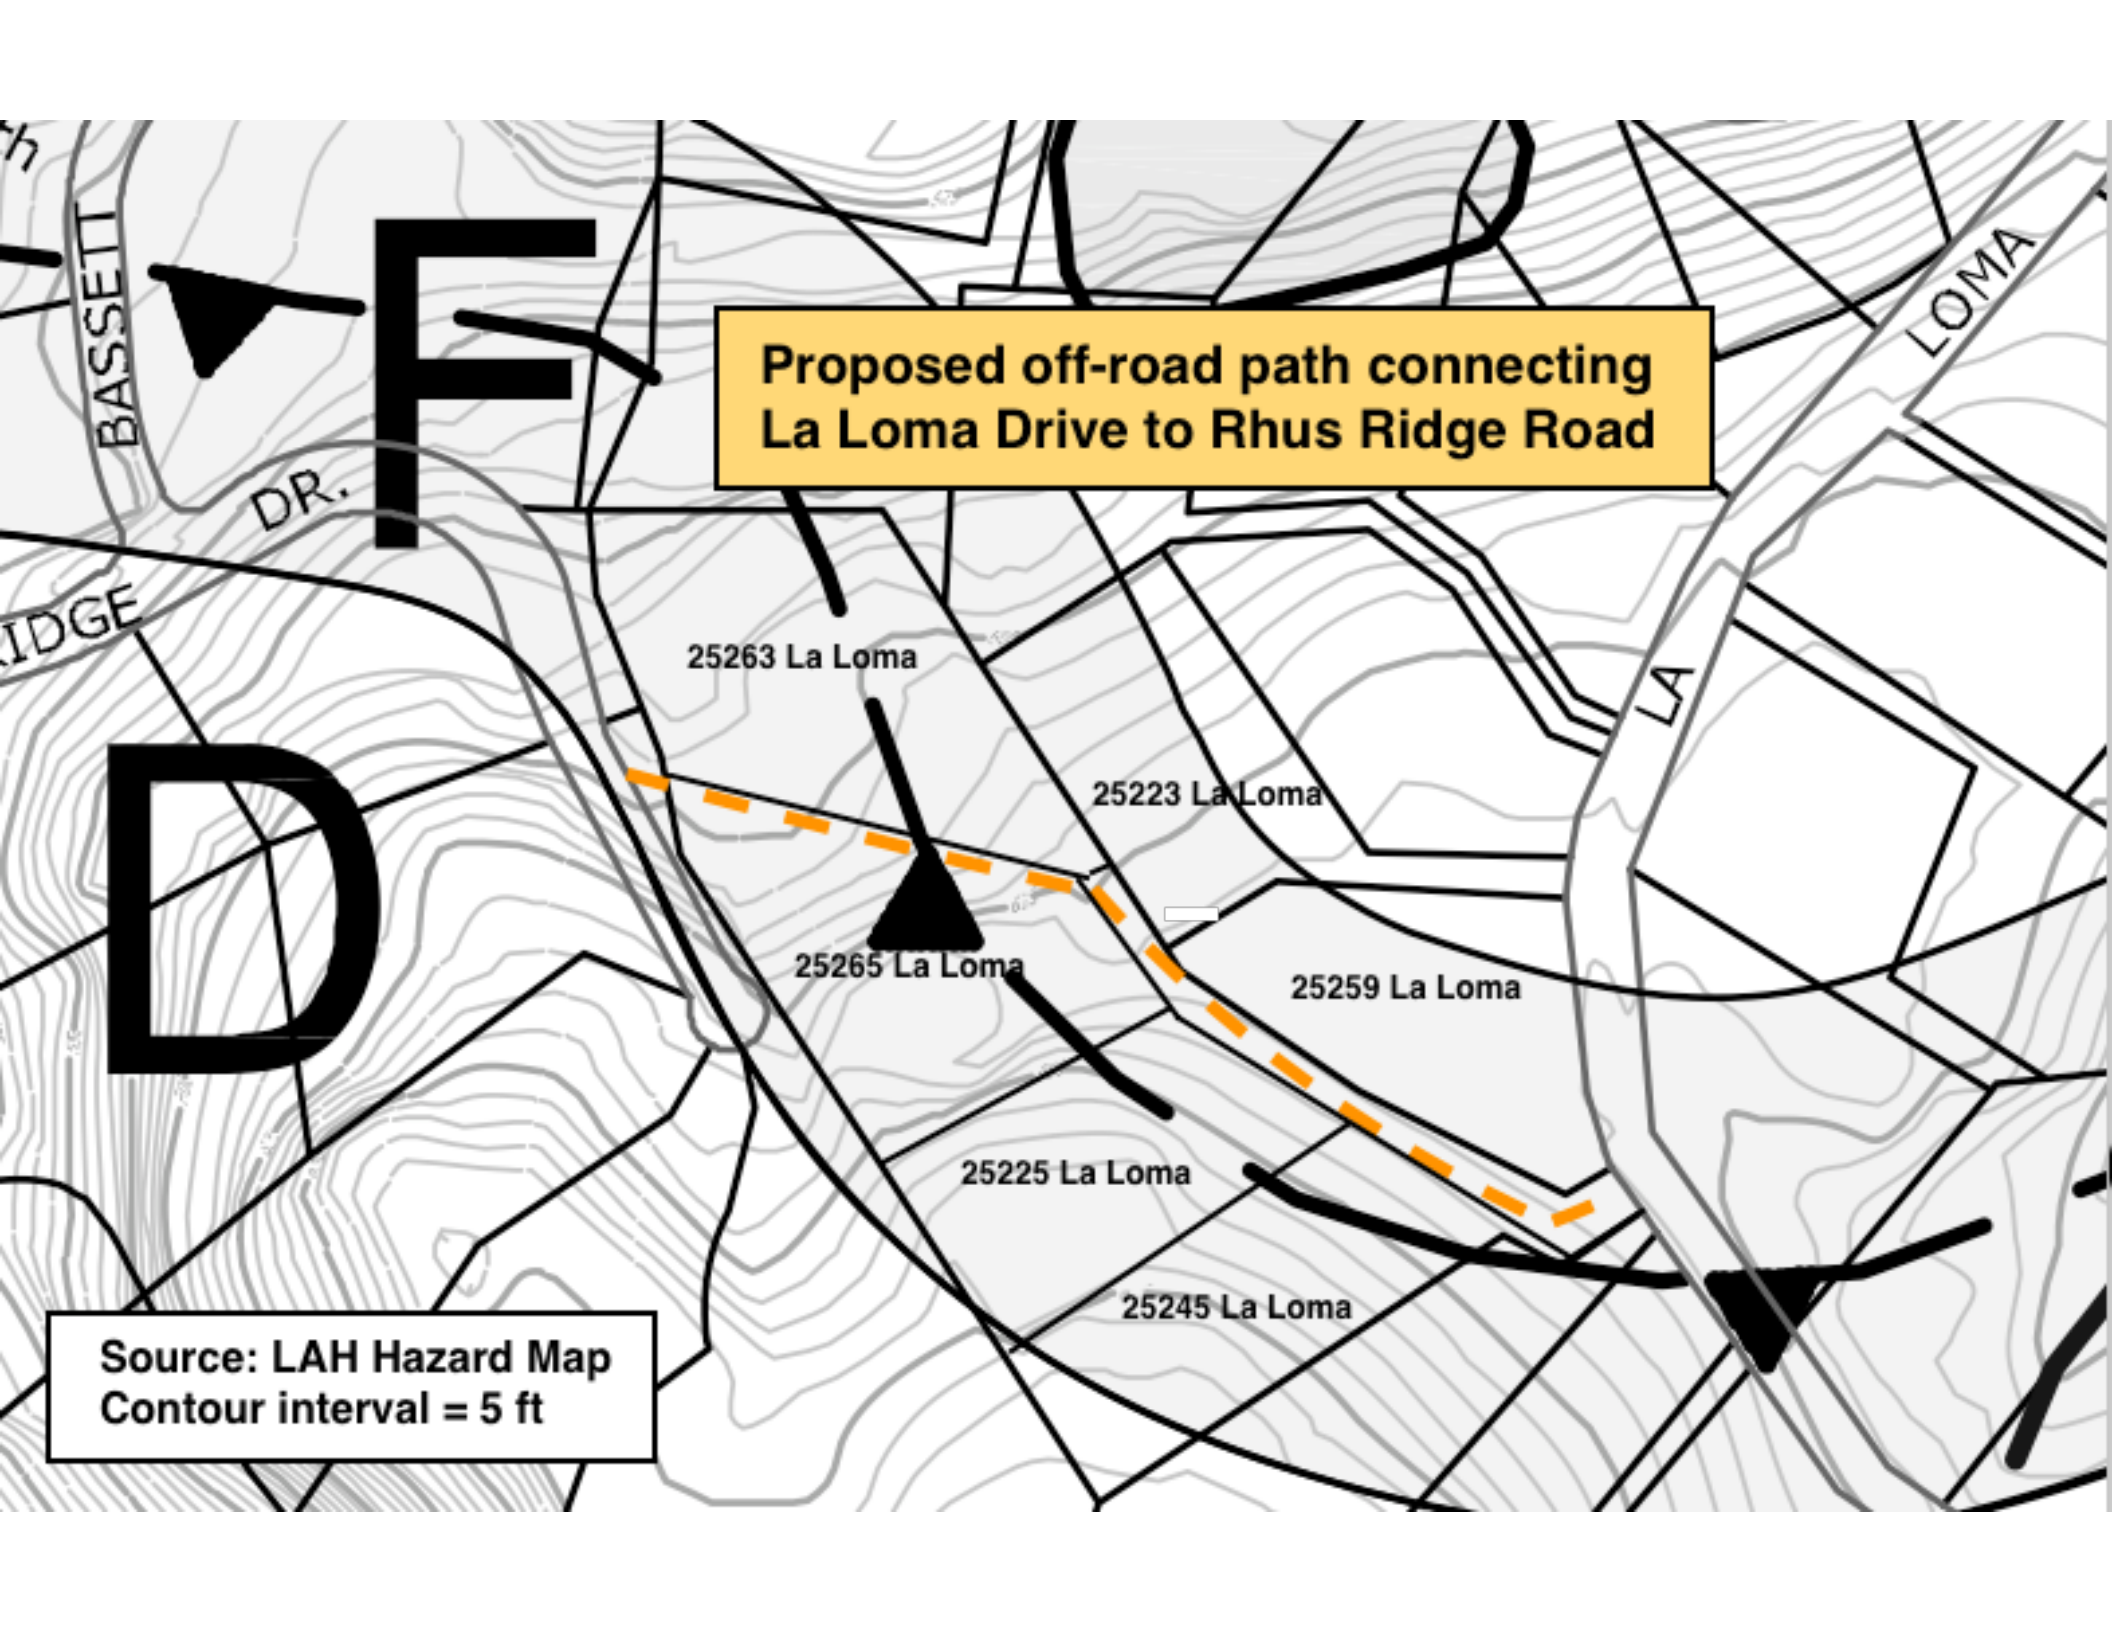 BASSETT
F
Proposed off-road path connecting
La Loma Drive to Rhus Ridge Road
LOMA
DR.
RIDGE
25263 La Loma
LA
D
25223 La Loma
25265 La Loma
25259 La Loma
25225 La Loma
25245 La Loma
Source: LAH Hazard Map
Contour interval = 5 ft